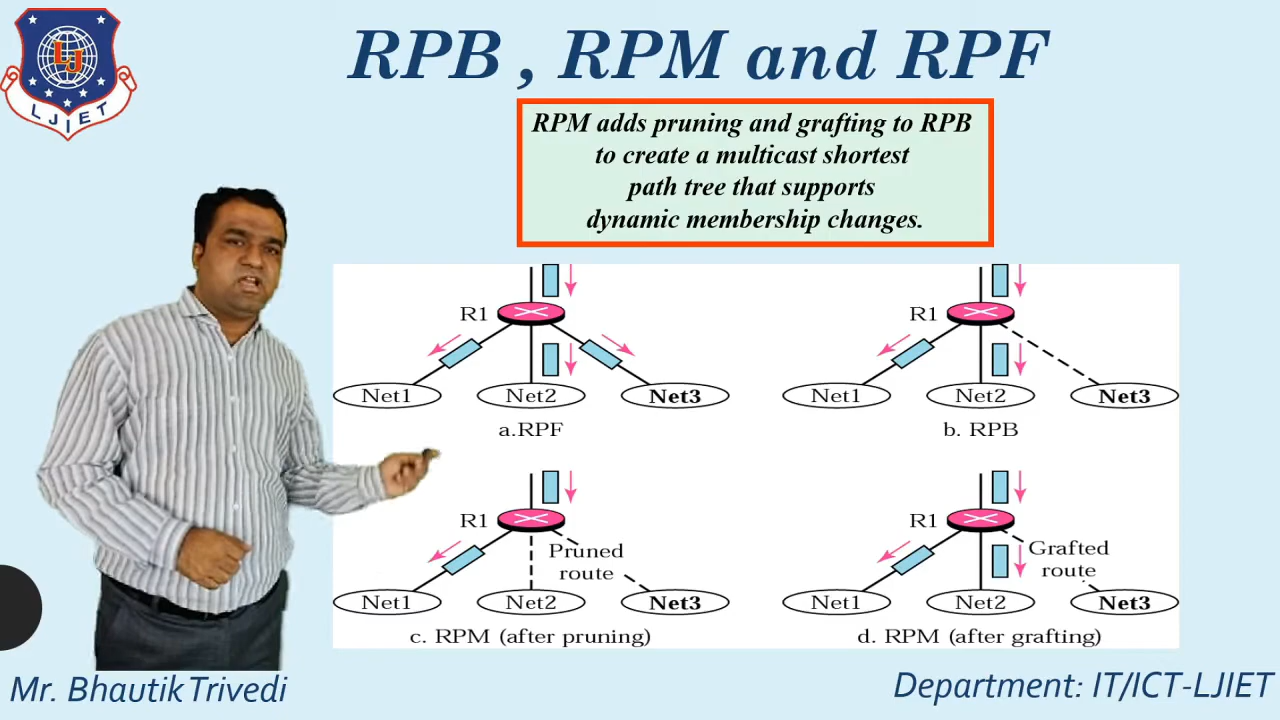 RPB , RPM and RPF
LJIET
LJ
RPM adds pruning and grafting to RPB
to create a multicast shortest
path tree that supports
dynamic membership changes.
R1
Net1 Net2 Net3
a.RPF
R1
Net1 Net2 Net3
b. RPB
R1
Pruned
route
Net1 Net2 Net3
c. RPM (after pruning)
R1
Grafted
route
Net1 Net2 Net3
d. RPM (after grafting)
Mr. Bhautik Trivedi
Department: IT/ICT-LJIET